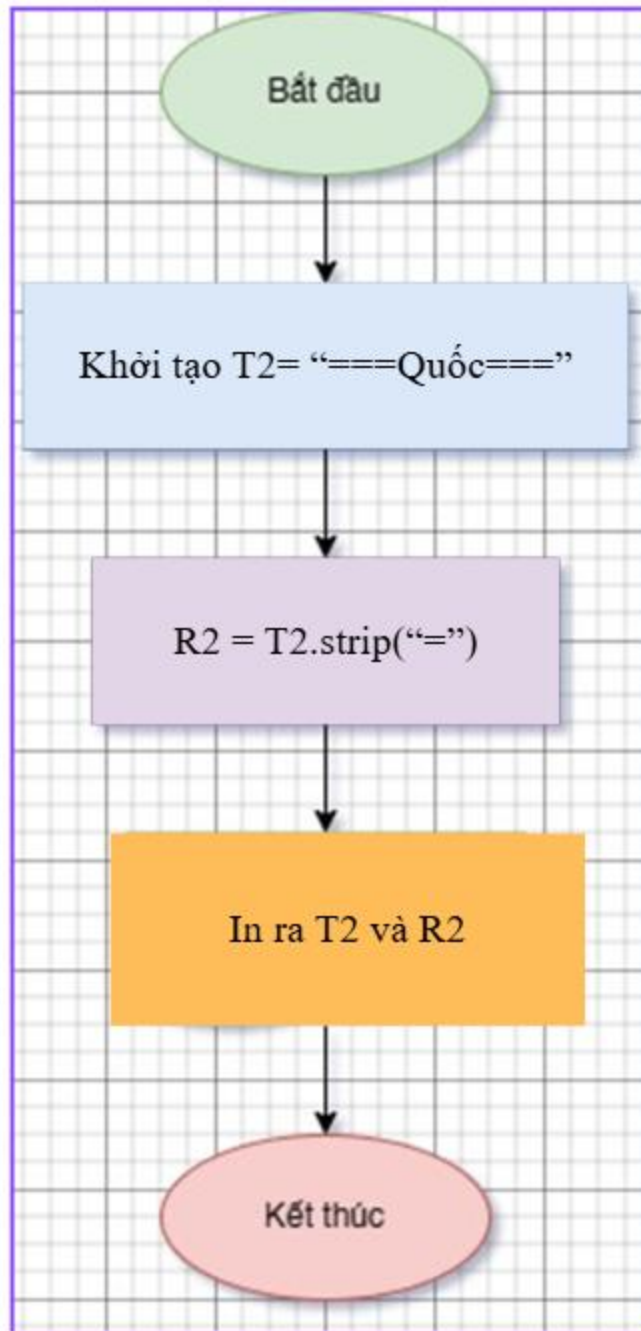 Bắt đầu
Khởi tạo T2= “===Quốc===”
R2 = T2.strip(“=”)
In ra T2 và R2
Kết thúc